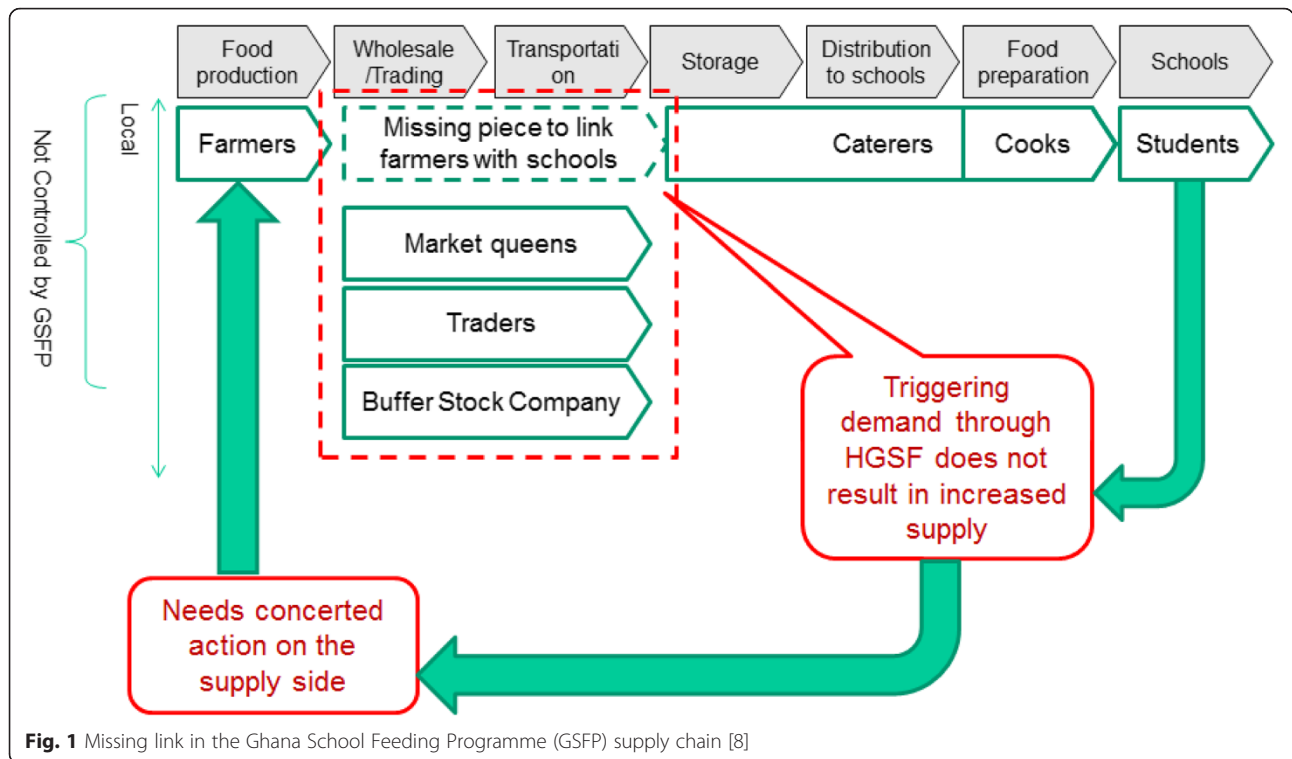 Food
production
Wholesale
/Trading
Transportati
on
Storage
Distribution
to schools
Food
preparation
Schools
Not Controlled by GSFP
Local
Farmers
Missing piece to link
farmers with schools
Caterers
Cooks
Students
Market queens
Traders
Buffer Stock Company
Triggering
demand through
HGSF does not
result in increased
supply
Needs concerted
action on the
supply side
Fig. 1 Missing link in the Ghana School Feeding Programme (GSFP) supply chain [8]